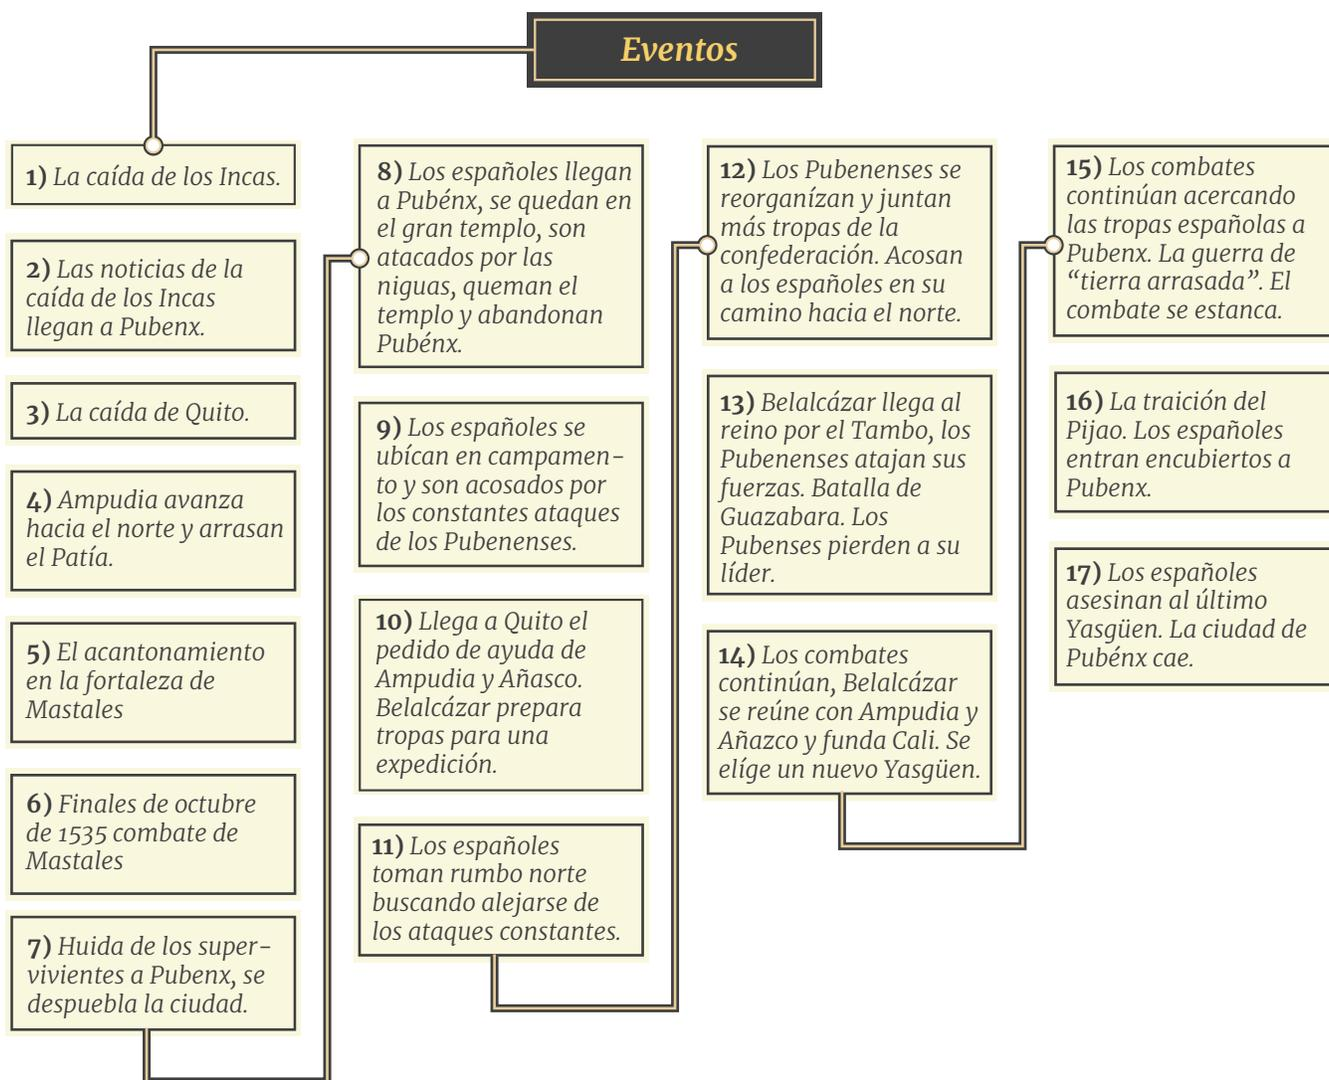 Eventos
1) La caída de los Incas.
2) Las noticias de la
caída de los Incas
llegan a Pubenx.
3) La caída de Quito.
4) Ampudia avanza
hacia el norte y arrasan
el Patía.
5) El acantonamiento
en la fortaleza de
Mastales
6) Finales de octubre
de 1535 combate de
Mastales
7) Huida de los super-
vivientes a Pubenx, se
despuebla la ciudad.
8) Los españoles llegan
a Pubénx, se quedan en
el gran templo, son
atacados por las
niguas, queman el
templo y abandonan
Pubénx.
9) Los españoles se
ubícan en campamen-
to y son acosados por
los constantes ataques
de los Pubenenses.
10) Llega a Quito el
pedido de ayuda de
Ampudia y Añasco.
Belalcázar prepara
tropas para una
expedición.
11) Los españoles
toman rumbo norte
buscando alejarse de
los ataques constantes.
12) Los Pubenenses se
reorganízan y juntan
más tropas de la
confederación. Acosan
a los españoles en su
camino hacia el norte.
13) Belalcázar llega al
reino por el Tambo, los
Pubenenses atajan sus
fuerzas. Batalla de
Guazabara. Los
Pubenses pierden a su
líder.
14) Los combates
continúan, Belalcázar
se reúne con Ampudia y
Añazco y funda Cali. Se
elíge un nuevo Yasgüen.
15) Los combates
continúan acercando
las tropas españolas a
Pubenx. La guerra de
“tierra arrasada”. El
combate se estanca.
16) La traición del
Pijao. Los españoles
entran encubiertos a
Pubenx.
17) Los españoles
asesinan al último
Yasgüen. La ciudad de
Pubénx cae.